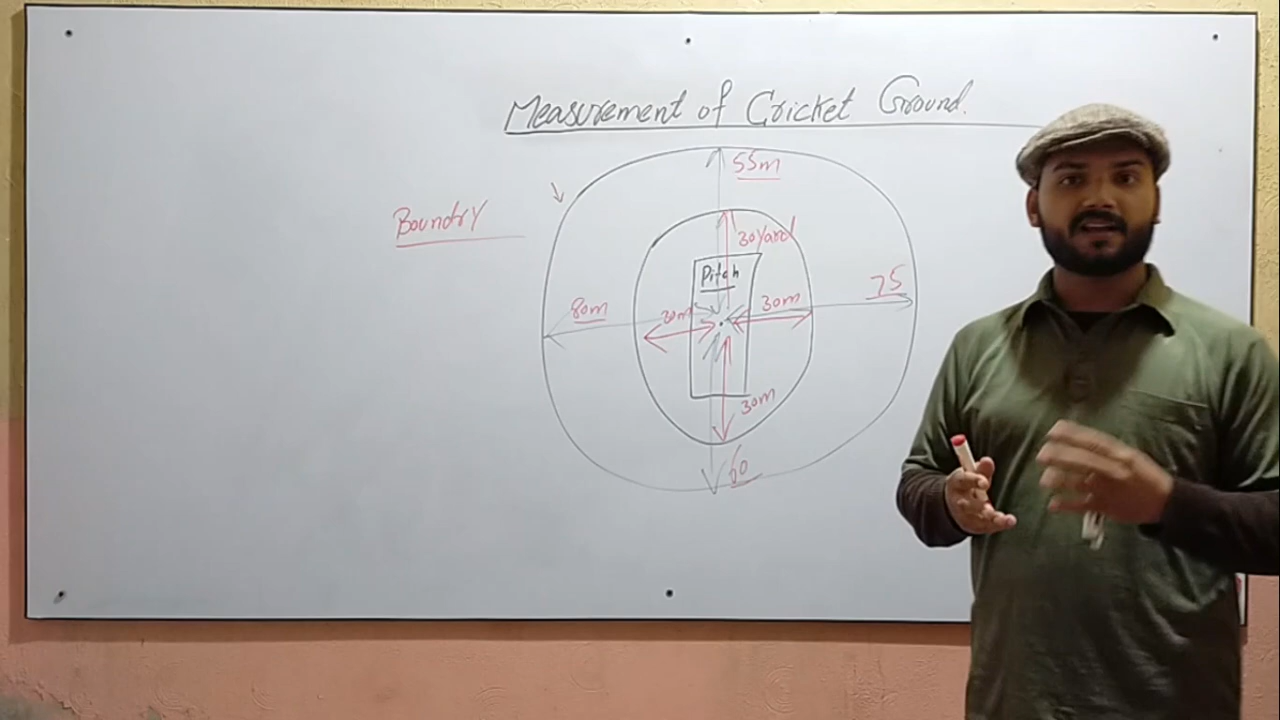 Measurement of Cricket Ground.
55m
Boundry
30Yard
Pitch
75
80m
30m
30m
30m
60